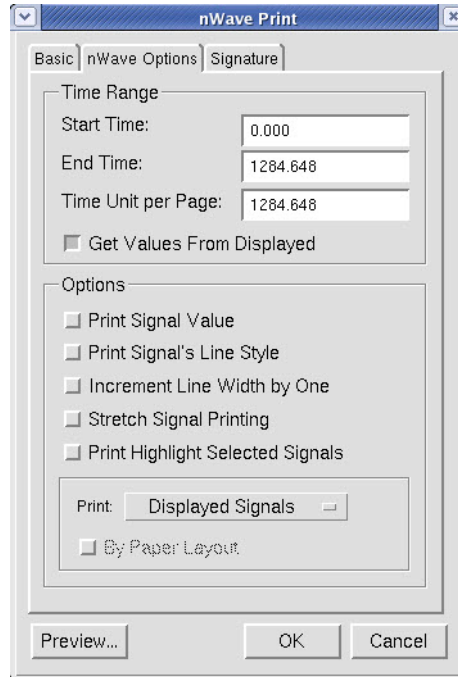 nWave Print
Basic nWave Options Signature
Time Range
Start Time: 0.000
End Time: 1284.648
Time Unit per Page: 1284.648
Get Values From Displayed
Options
Print Signal Value
Print Signal's Line Style
Increment Line Width by One
Stretch Signal Printing
Print Highlight Selected Signals
Print: Displayed Signals
By Paper Layout
Preview... OK Cancel